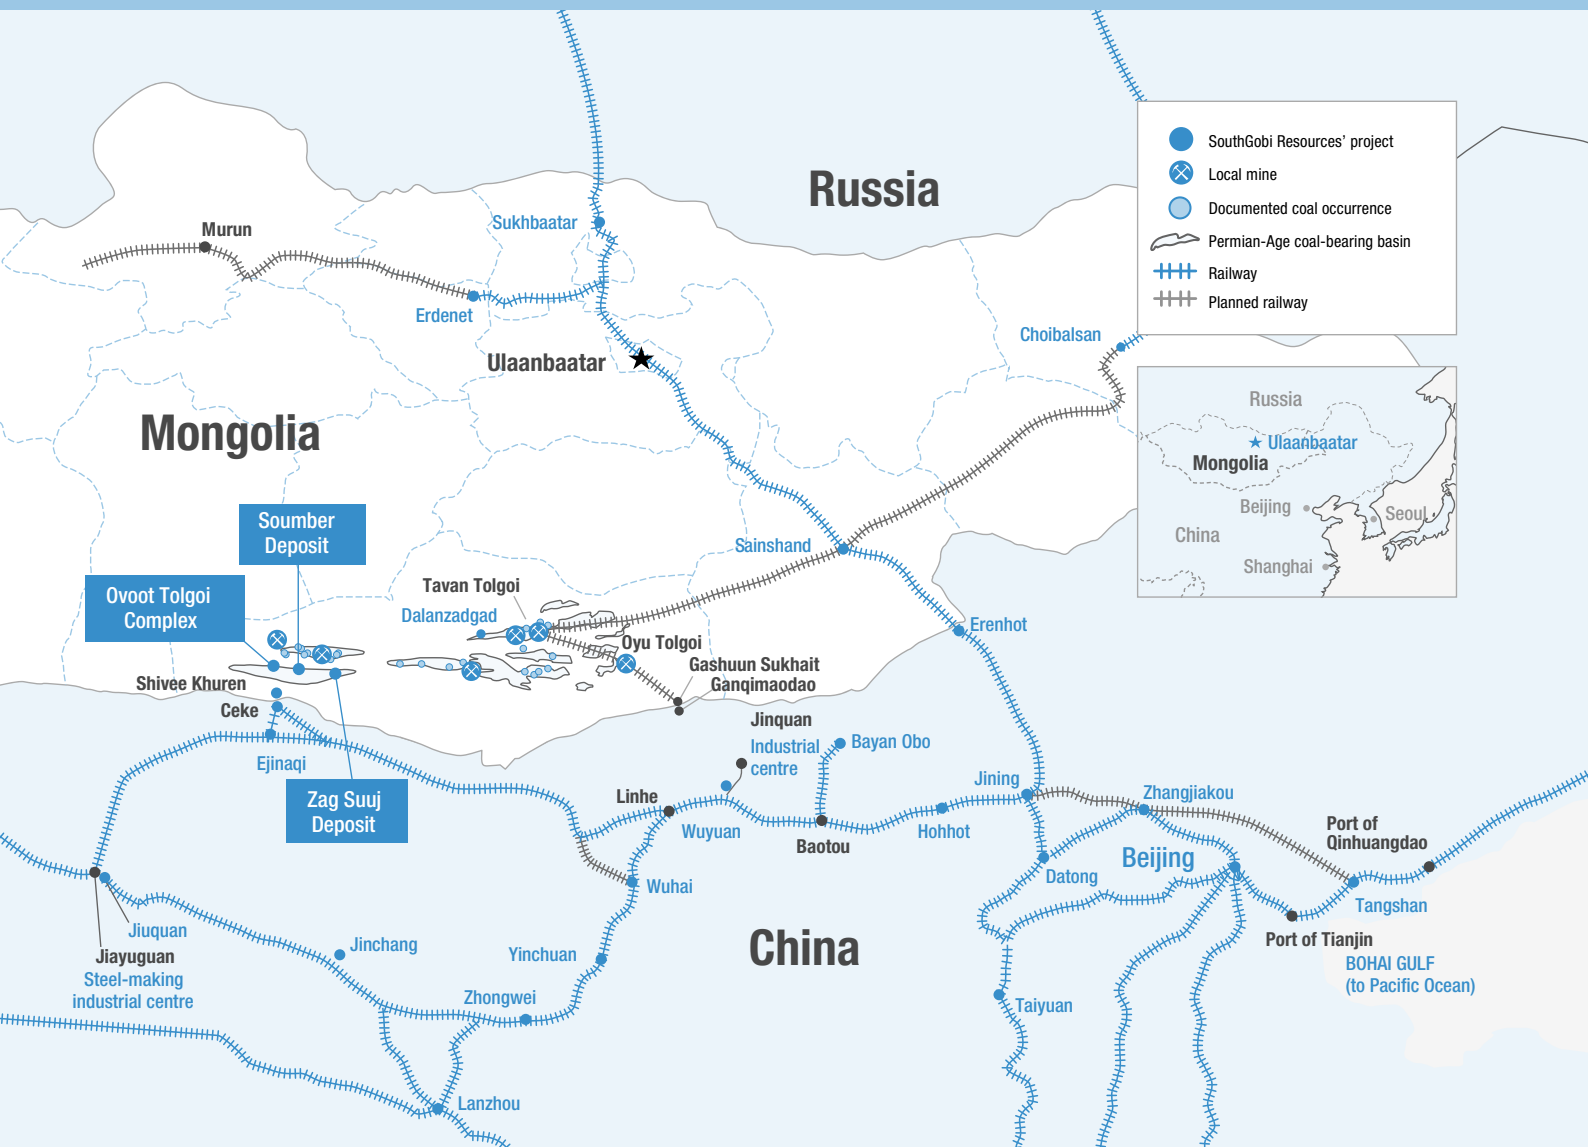 Russia
SouthGobi Resources’ project
Local mine
Documented coal occurrence
Permian-Age coal-bearing basin
Railway
Planned railway
Murun
Sukhbaatar
Erdenet
Ulaanbaatar
Choibalsan
Mongolia
Russia
Ulaanbaatar
Mongolia
Beijing
Seoul
China
Shanghai
Soumber
Deposit
Ovoot Tolgoi
Complex
Sainshand
Tavan Tolgoi
Dalanzadgad
Erenhot
Oyu Tolgoi
Gashuun Sukhait
Ganqimaodao
Shivee Khuren
Ceke
Ejinaqi
Jinquan
Industrial
centre
Bayan Obo
Zag Suuj
Deposit
Linhe
Wuyuan
Baotou
Hohhot
Jining
Zhangjiakou
Port of
Qinhuangdao
Beijing
Datong
Tangshan
Wuhai
Jiuquan
Jiayuguan
Steel-making
industrial centre
Jinchang
Yinchuan
China
Port of Tianjin
BOHAI GULF
(to Pacific Ocean)
Zhongwei
Taiyuan
Lanzhou